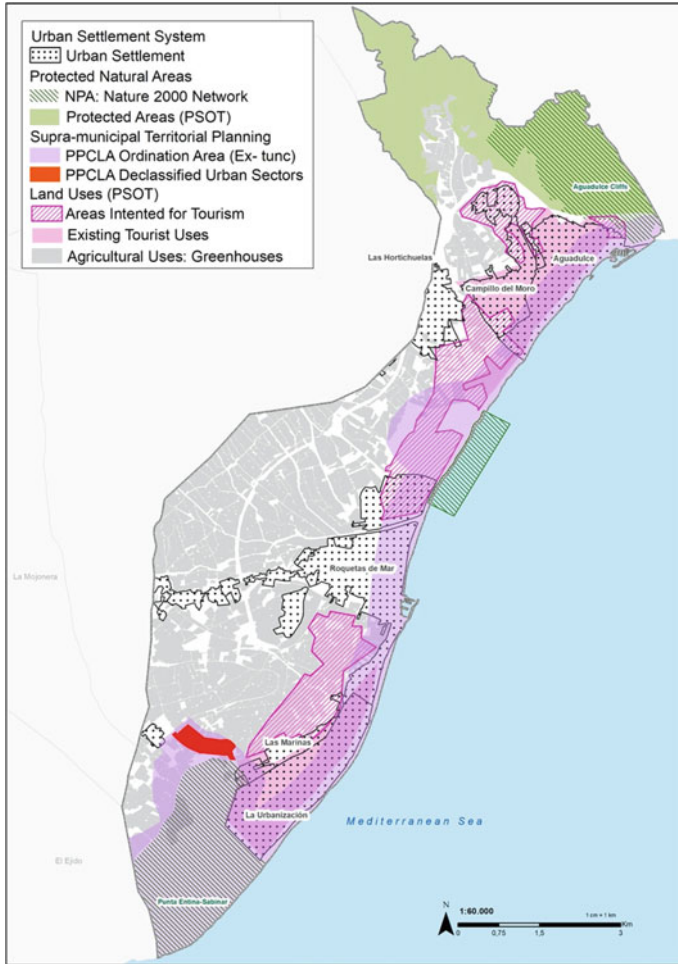 Urban Settlement System
Urban Settlement
Protected Natural Areas
NPA: Nature 2000 Network
Protected Areas (PSOT)
Supra-municipal Territorial Planning
PPCLA Ordination Area (Ex- tunc)
PPCLA Declassified Urban Sectors
Land Uses (PSOT)
Areas Intented for Tourism
Existing Tourist Uses
Agricultural Uses: Greenhouses
Aguadulce Cliffs
Las Hortichuelas
Aguadulce
Campillo del Moro
Roquetas de Mar
La Mojonera
Las Marinas
La Urbanización
Mediterranean Sea
El Ejido
Punta Entina-Sabinar
N
1:60.000
1 cm = 1 km
Km
0 0,75 1,5 3